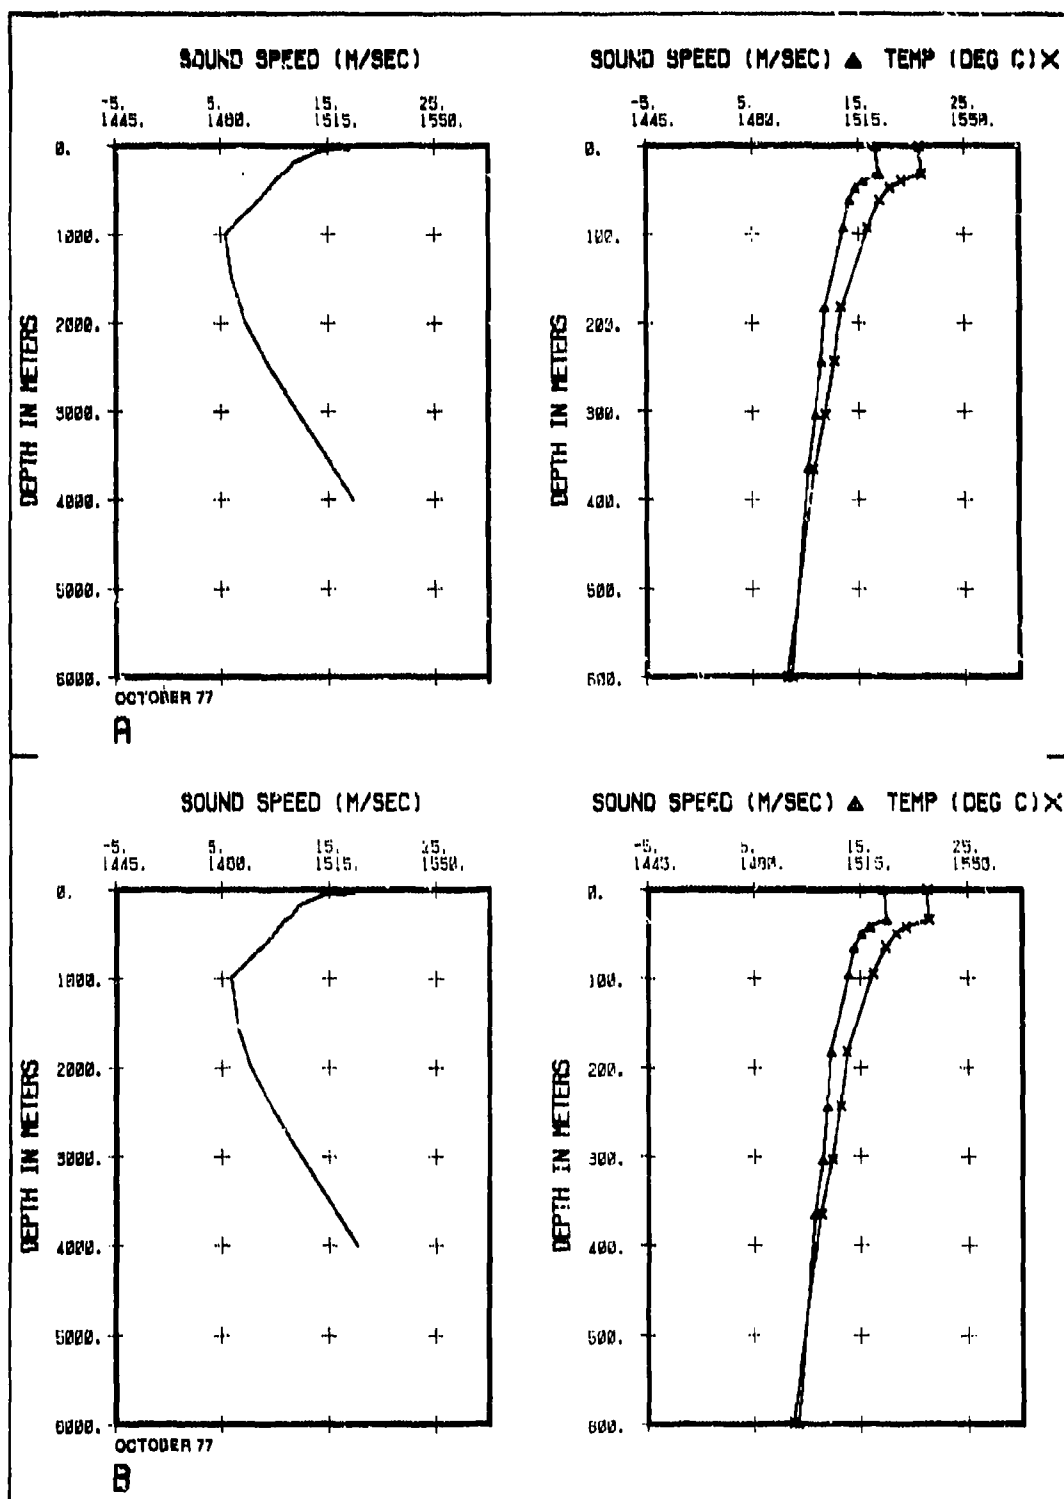 SOUND SPEED (M/SEC)
-5. 5. 15. 25.
1445. 1480. 1515. 1550.
0.
1000.
2000.
3000.
4000.
5000.
6000.
DEPTH IN METERS
OCTOBER 77
A
SOUND SPEED (M/SEC) ▲ TEMP (DEG C) X
-5. 5. 15. 25.
1445. 1480. 1515. 1550.
0.
100.
200.
300.
400.
500.
600.
DEPTH IN METERS
SOUND SPEED (M/SEC)
-5. 5. 15. 25.
1445. 1480. 1515. 1550.
0.
1000.
2000.
3000.
4000.
5000.
6000.
DEPTH IN METERS
OCTOBER 77
B
SOUND SPEED (M/SEC) ▲ TEMP (DEG C) X
-5. 5. 15. 25.
1445. 1480. 1515. 1550.
0.
100.
200.
300.
400.
500.
600.
DEPTH IN METERS